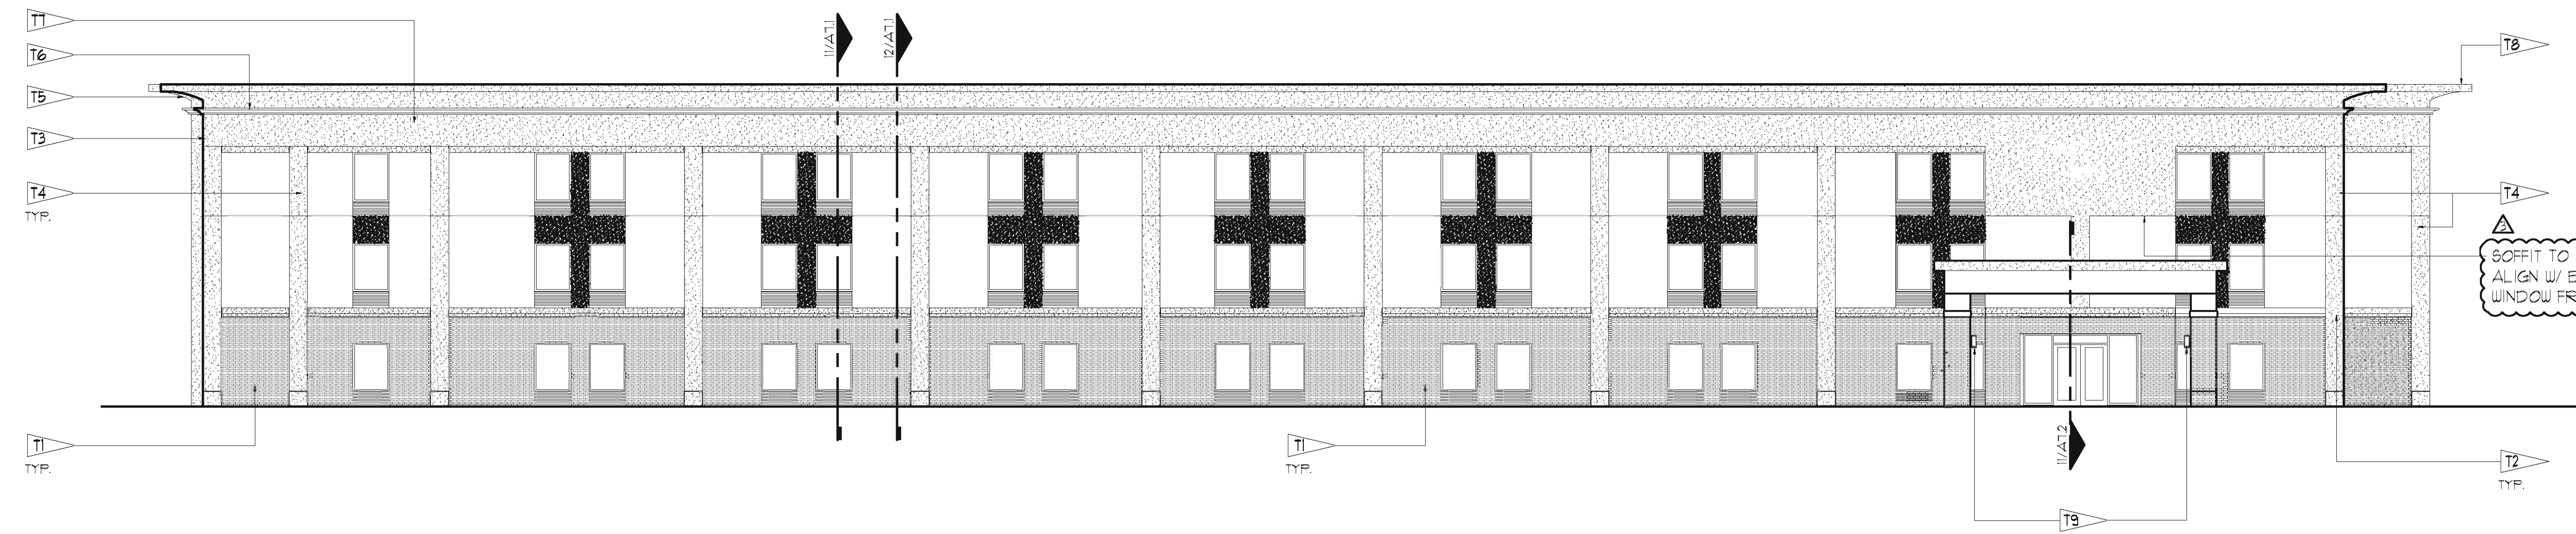 T7
T6
T5
T3
T4
TYP.
T1
TYP.
11/A7.1
12/A7.1
T1
TYP.
11/A7.2
T9
T8
T4
3
SOFFIT TO
ALIGN W/
WINDOW
T2
TYP.